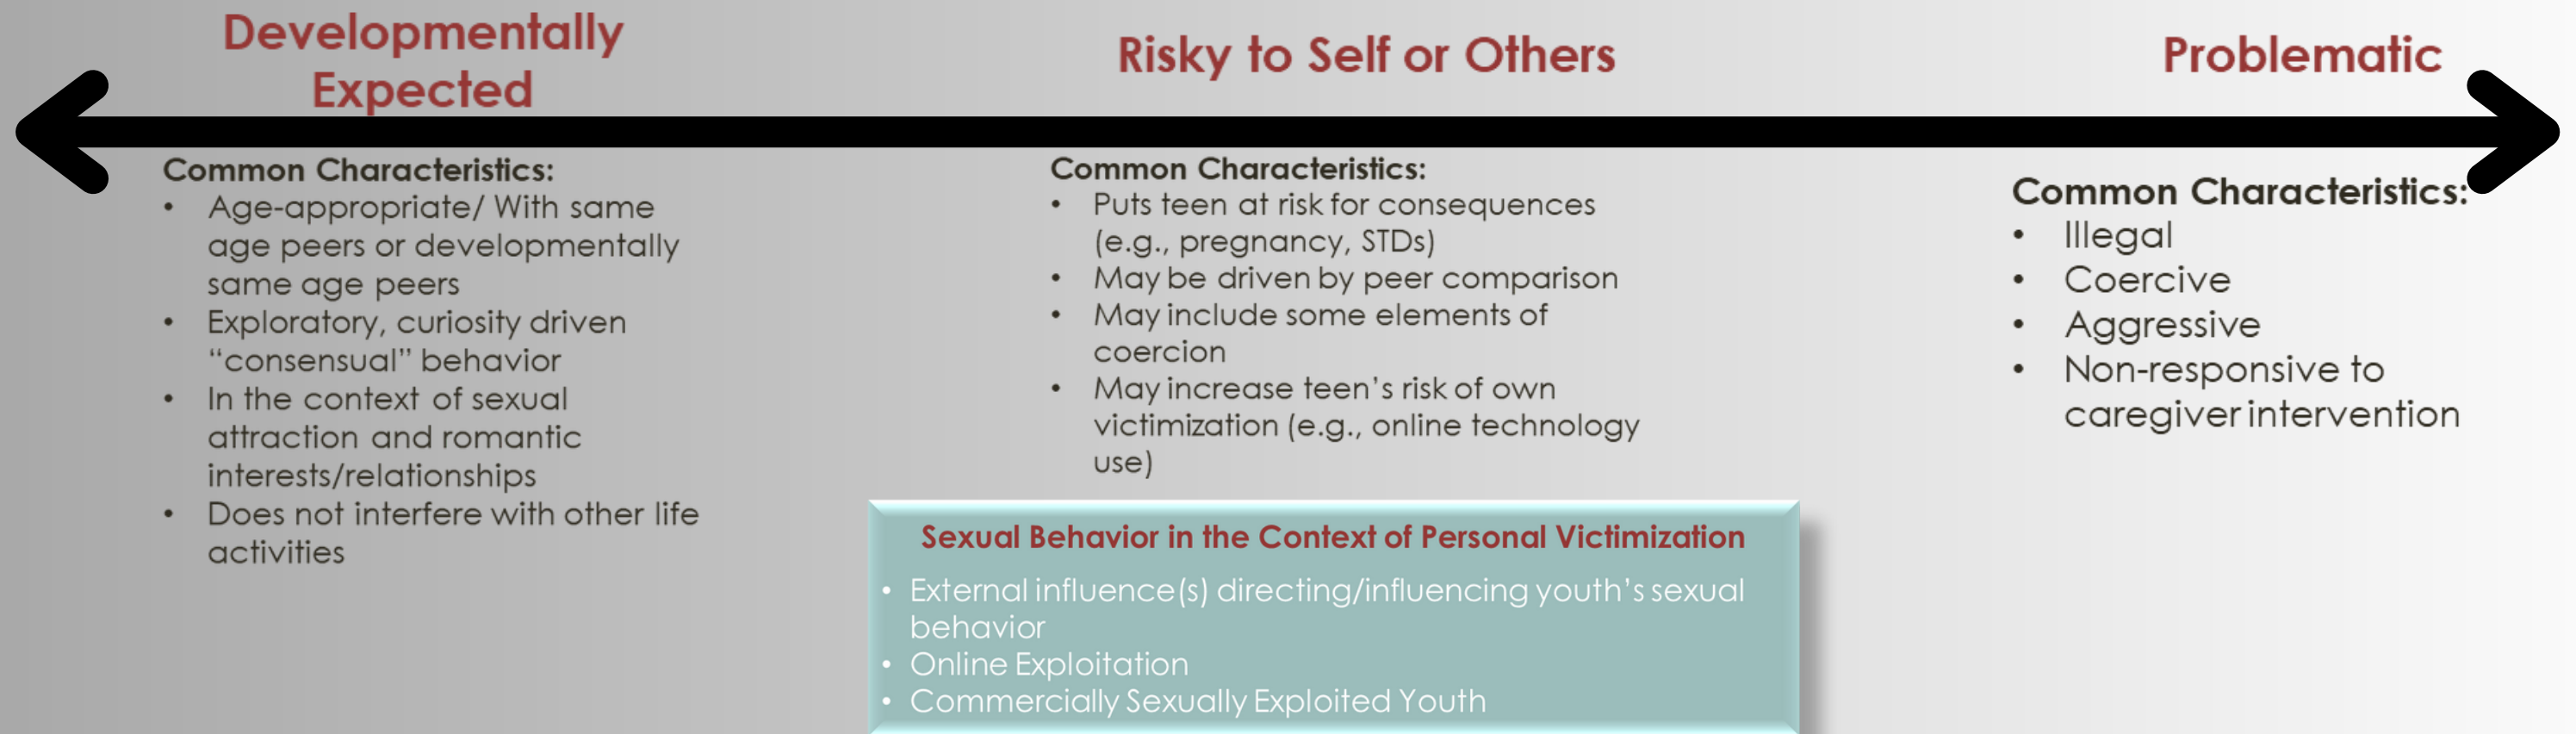 Developmentally
Expected
Common Characteristics:
• Age-appropriate/ With same
age peers or developmentally
same age peers
• Exploratory, curiosity driven
“consensual” behavior
• In the context of sexual
attraction and romantic
interests/relationships
• Does not interfere with other life
activities
Risky to Self or Others
Common Characteristics:
• Puts teen at risk for consequences
(e.g., pregnancy, STDs)
• May be driven by peer comparison
• May include some elements of
coercion
• May increase teen’s risk of own
victimization (e.g., online technology
use)
Sexual Behavior in the Context of Personal Victimization
• External influence(s) directing/influencing youth’s sexual
behavior
• Online Exploitation
• Commercially Sexually Exploited Youth
Problematic
Common Characteristics:
• Illegal
• Coercive
• Aggressive
• Non-responsive to
caregiver intervention